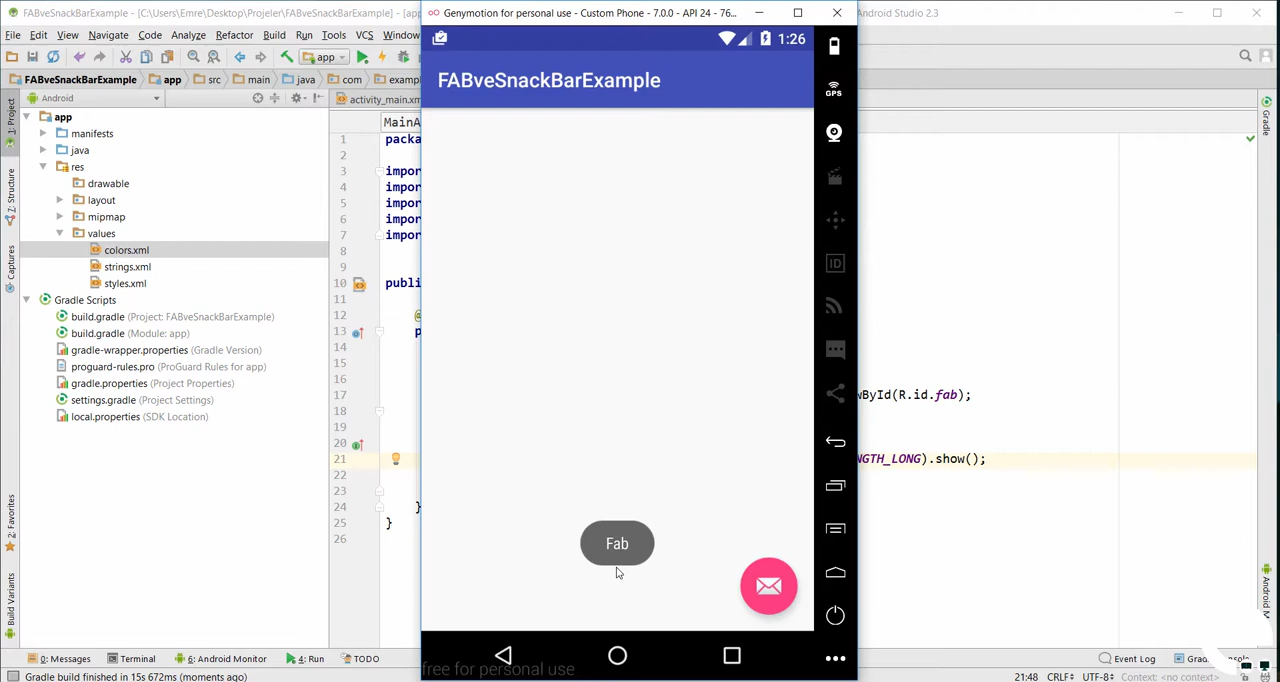 FABveSnackBarExample - [C:\Users\Emre\Desktop\Projeler\FABveSnackBarExample] - [app
Genymotion for personal use - Custom Phone - 7.0.0 - API 24 - 76...
Android Studio 2.3
File Edit View Navigate Code Analyze Refactor Build Run Tools VCS Window
1:26
app
FABveSnackBarExample app src main java com example
FABveSnackBarExample
Android
activity_main.xm
MainA
1: Project
7: Structure
Captures
2: Favorites
Build Variants
app
manifests
java
res
drawable
layout
mipmap
values
colors.xml
strings.xml
styles.xml
Gradle Scripts
build.gradle (Project: FABveSnackBarExample)
build.gradle (Module: app)
gradle-wrapper.properties (Gradle Version)
proguard-rules.pro (ProGuard Rules for app)
gradle.properties (Project Properties)
settings.gradle (Project Settings)
local.properties (SDK Location)
1 packa
2
3 impor
4 impor
5 impor
6 impor
7 impor
8
9
10 publi
11
12 @
13 p
14
15
16
17 wById(R.id.fab);
18
19
20
21 NGTH_LONG).show();
22
23
24 }
25 }
26
GPS
ID
Fab
free for personal use
Gradle
Android M
0: Messages Terminal 6: Android Monitor 4: Run TODO
Event Log
Gradle build finished in 15s 672ms (moments ago)
21:48 CRLF÷ UTF-8÷ Context: <no context>